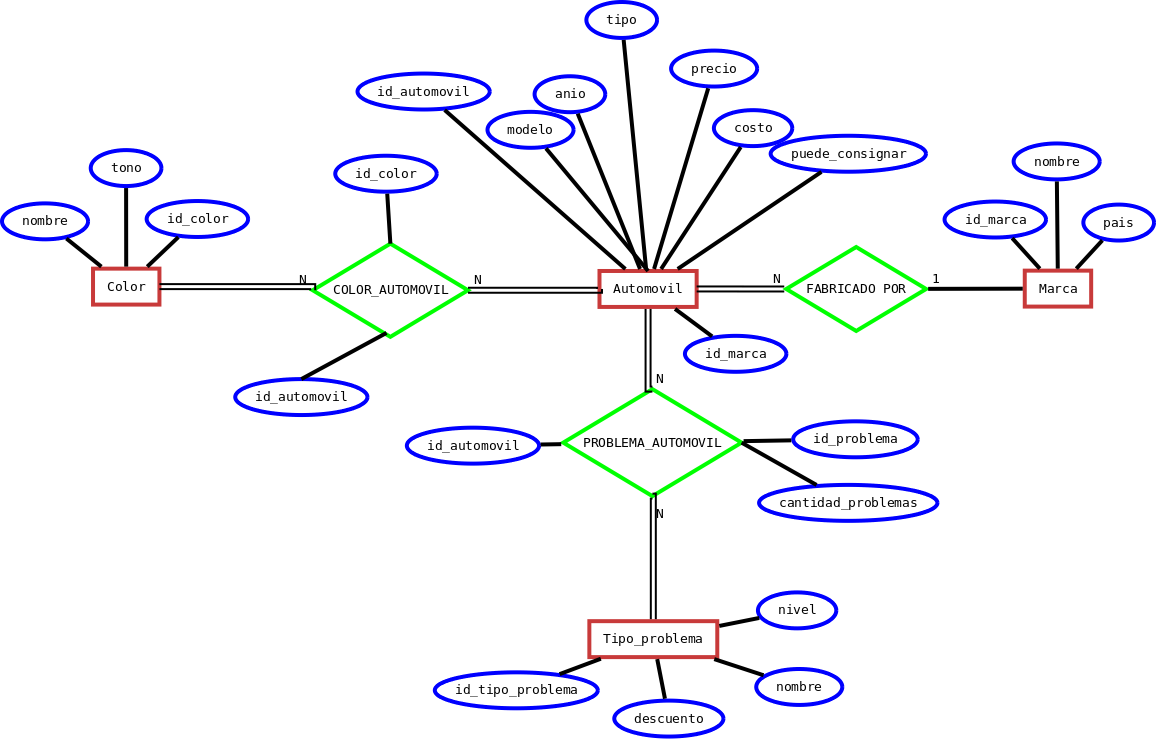 tipo
precio
id_automovil
anio
modelo
costo
puede_consignar
nombre
tono
id_color
id_color
nombre
id_marca
pais
nombre
Color
N
COLOR_AUTOMOVIL
N
Automovil
N
FABRICADO POR
1
Marca
id_marca
id_automovil
N
id_automovil
PROBLEMA_AUTOMOVIL
id_problema
cantidad_problemas
N
nivel
Tipo_problema
id_tipo_problema
nombre
descuento